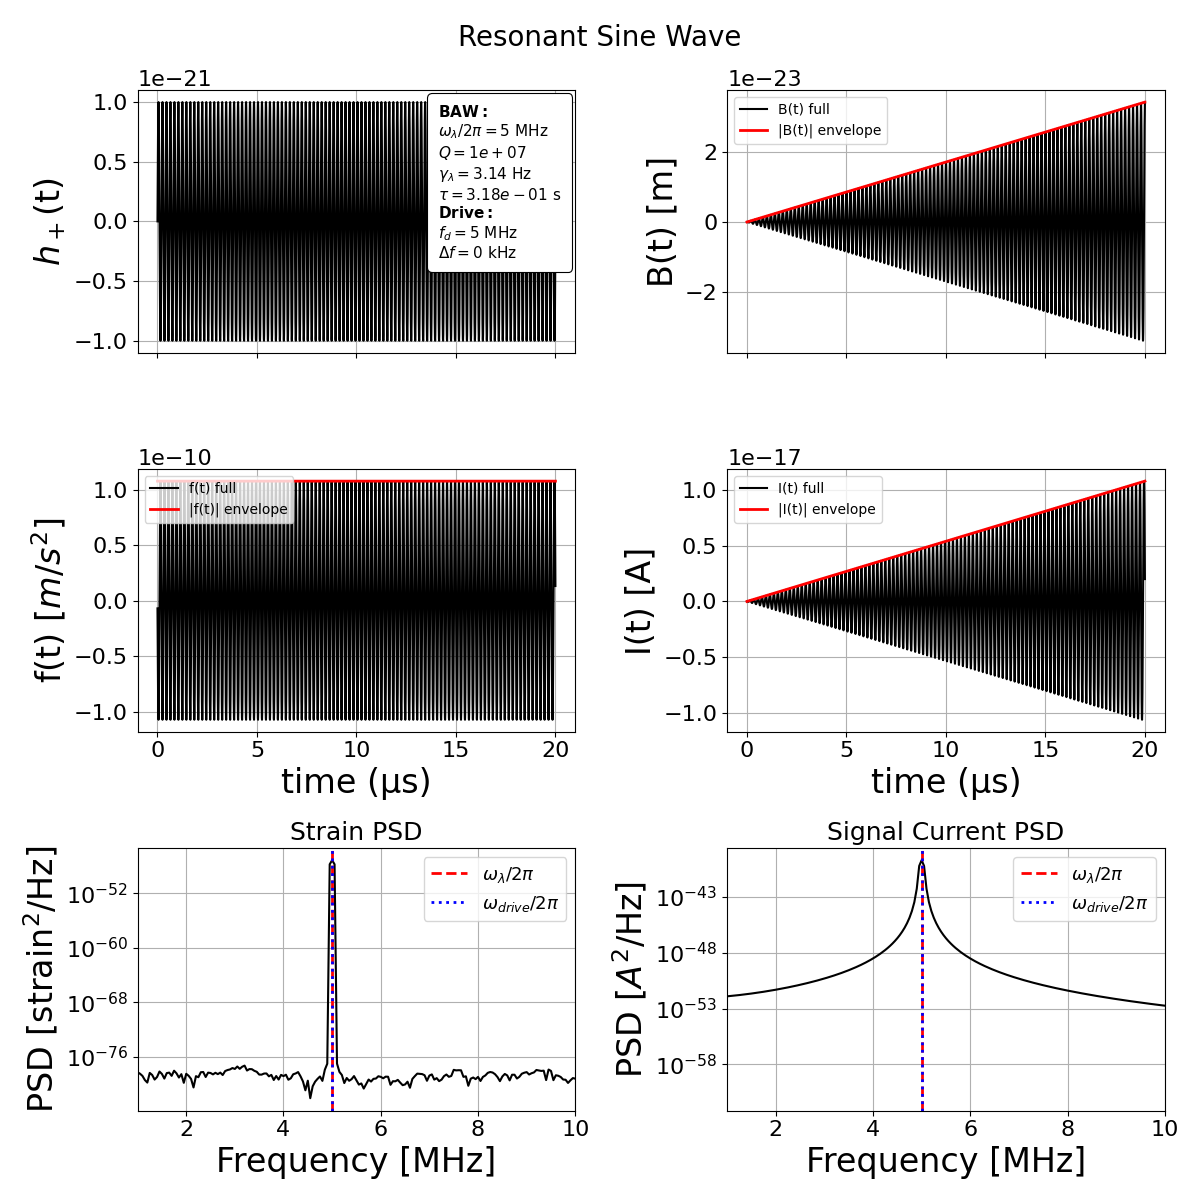 Resonant Sine Wave
1e−21
h₊(t)
1.0
0.5
0.0
−0.5
−1.0
BAW:
ω_λ/2π = 5 MHz
Q = 1e + 07
γ_λ = 3.14 Hz
τ = 3.18e − 01 s
Drive:
f_d = 5 MHz
Δf = 0 kHz
1e−23
B(t) [m]
2
0
−2
B(t) full
|B(t)| envelope
1e−10
f(t) [m/s²]
1.0
0.5
0.0
−0.5
−1.0
f(t) full
|f(t)| envelope
0 5 10 15 20
time (μs)
1e−17
I(t) [A]
1.0
0.5
0.0
−0.5
−1.0
I(t) full
|I(t)| envelope
0 5 10 15 20
time (μs)
Strain PSD
PSD [strain²/Hz]
10⁻⁵²
10⁻⁶⁰
10⁻⁶⁸
10⁻⁷⁶
ω_λ/2π
ω_drive/2π
2 4 6 8 10
Frequency [MHz]
Signal Current PSD
PSD [A²/Hz]
10⁻⁴³
10⁻⁴⁸
10⁻⁵³
10⁻⁵⁸
ω_λ/2π
ω_drive/2π
2 4 6 8 10
Frequency [MHz]